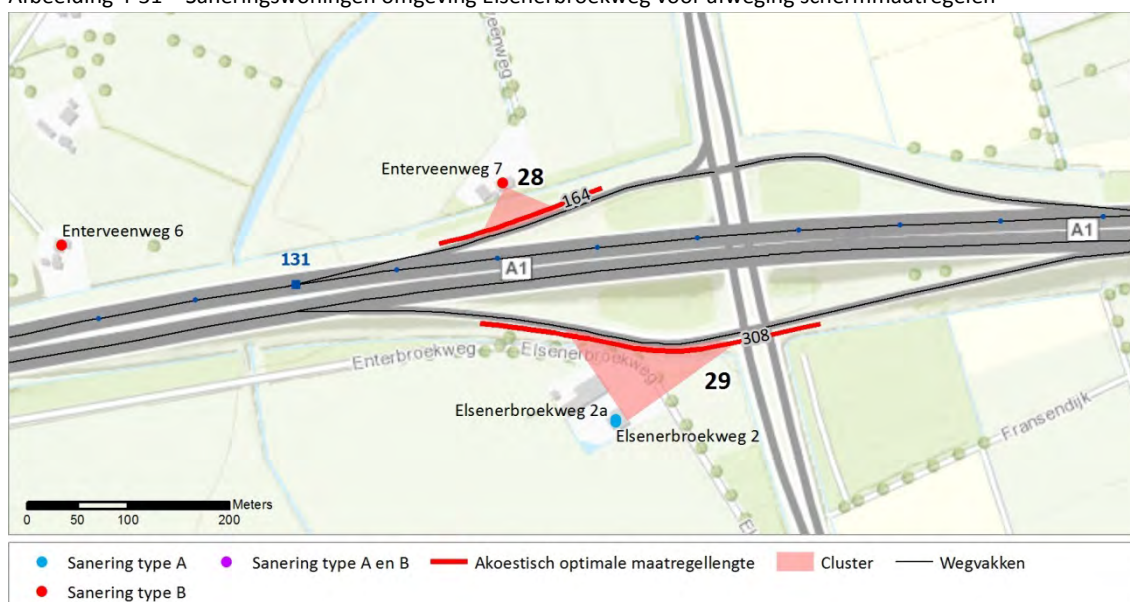 Afbeelding 4-31 Saneringswoningen omgeving Elsenerbroekweg voor afweging schermmaatregelen
Enterveenweg 7
28
164
Enterveenweg 6
131
A1
A1
308
Enterbroekweg
Elsenerbroekweg
29
Elsenerbroekweg 2a
Elsenerbroekweg 2
Fransendijk
Meters
0 50 100 200
Sanering type A
Sanering type A en B
Akoestisch optimale maatregellengte
Cluster
Wegvakken
Sanering type B